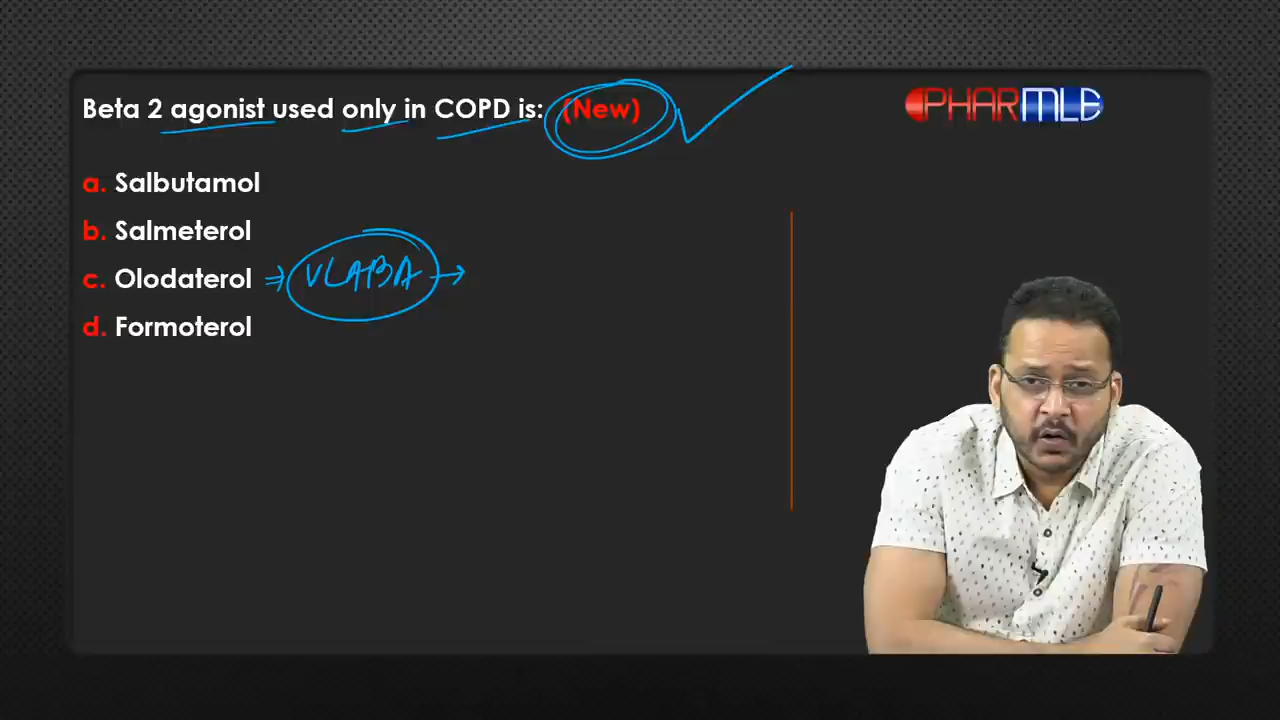 Beta 2 agonist used only in COPD is: (New)
PHARMLE
a. Salbutamol
b. Salmeterol
c. Olodaterol ⇒ VLABA →
d. Formoterol